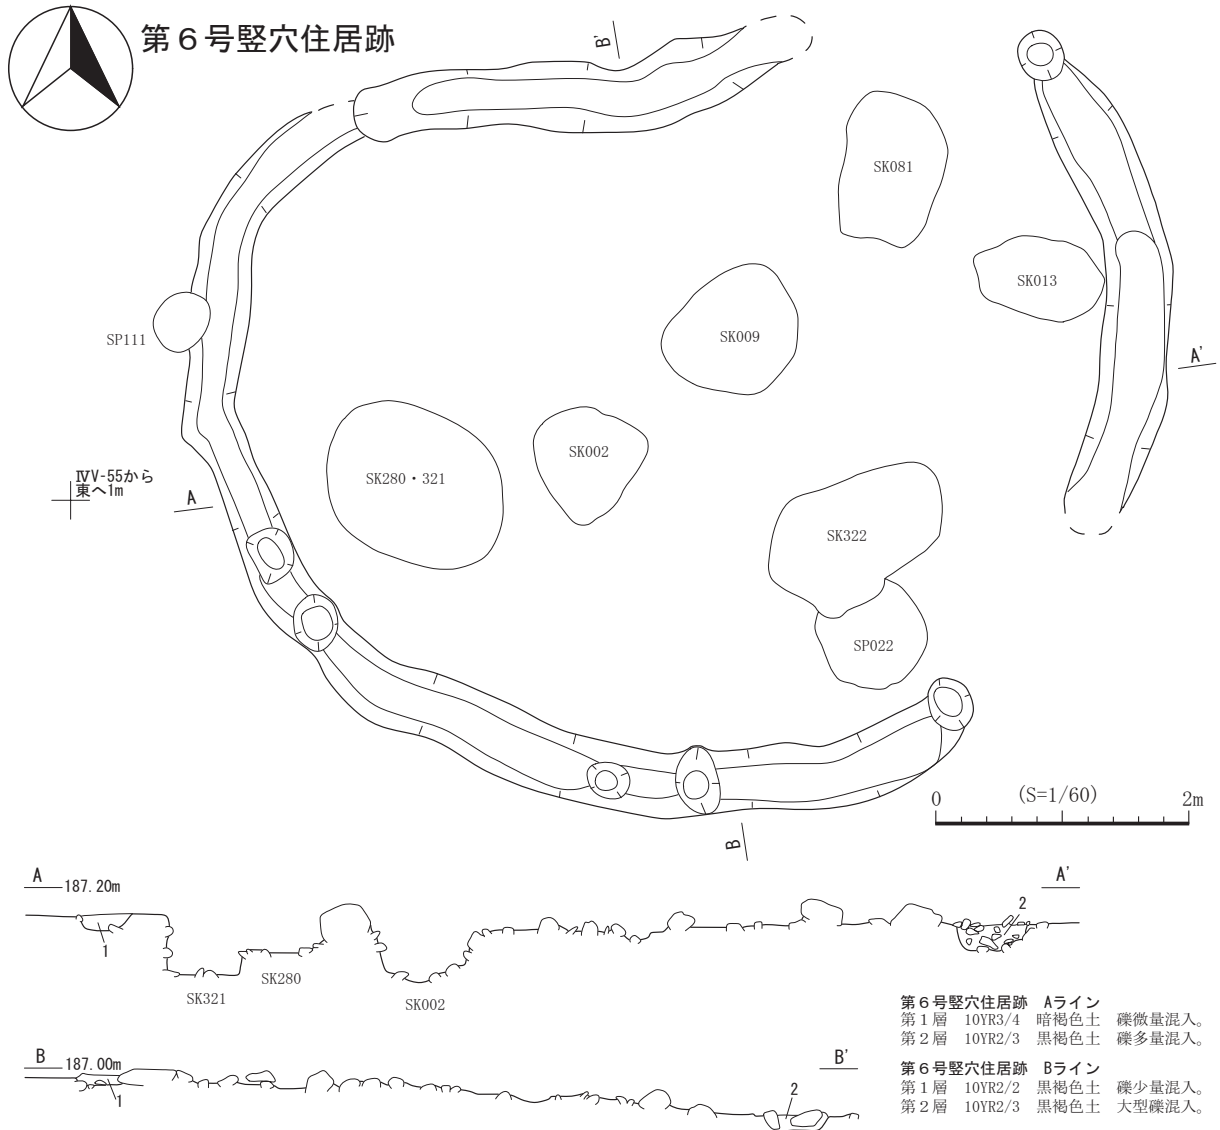 第６号竪穴住居跡
B'
SK081
SK013
SP111
SK009
A'
SK002
ⅣV-55から
東へ1m
SK280・321
A
SK322
SP022
0 (S=1/60) 2m
B
A 187.20m A'
2
1
SK280
SK321
SK002
第６号竪穴住居跡　Aライン
第１層　10YR3/4　暗褐色土　礫微量混入。
第２層　10YR2/3　黒褐色土　礫多量混入。
B 187.00m B'
第６号竪穴住居跡　Bライン
第１層　10YR2/2　黒褐色土　礫少量混入。
第２層　10YR2/3　黒褐色土　大型礫混入。
1
2